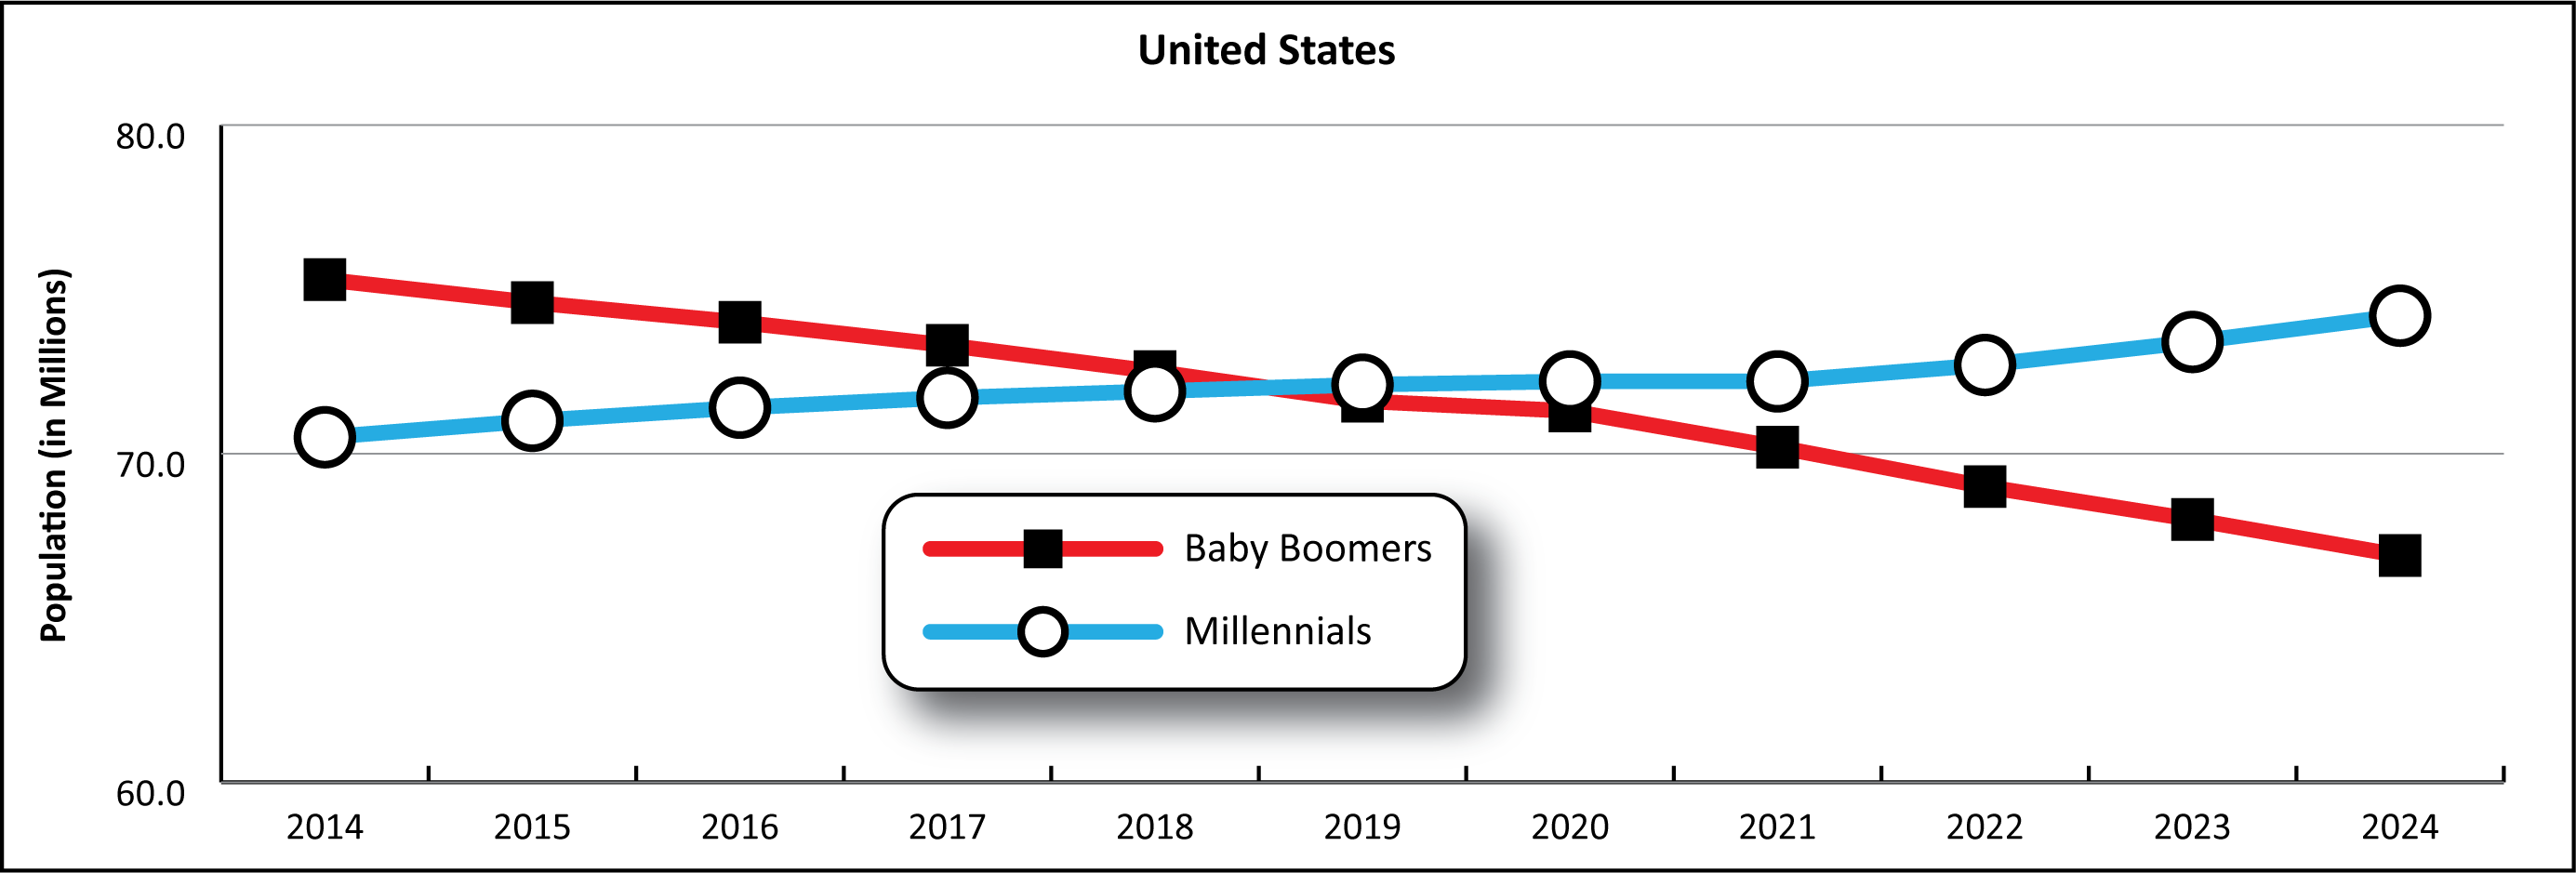 United States
80.0
70.0
60.0
Population (in Millions)
Baby Boomers
Millennials
2014 2015 2016 2017 2018 2019 2020 2021 2022 2023 2024